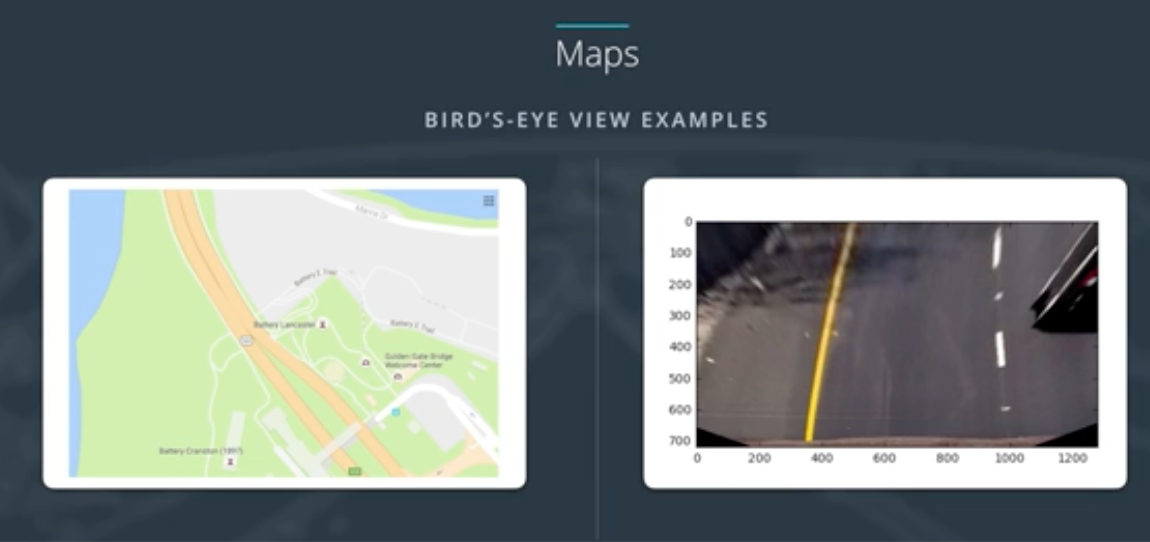 Maps
BIRD'S-EYE VIEW EXAMPLES
Marine Dr
Battery E Trail
Battery Lancaster
Battery E Trail
Golden Gate Bridge
Welcome Center
Battery Cranston (1897)
0
100
200
300
400
500
600
700
0
200
400
600
800
1000
1200